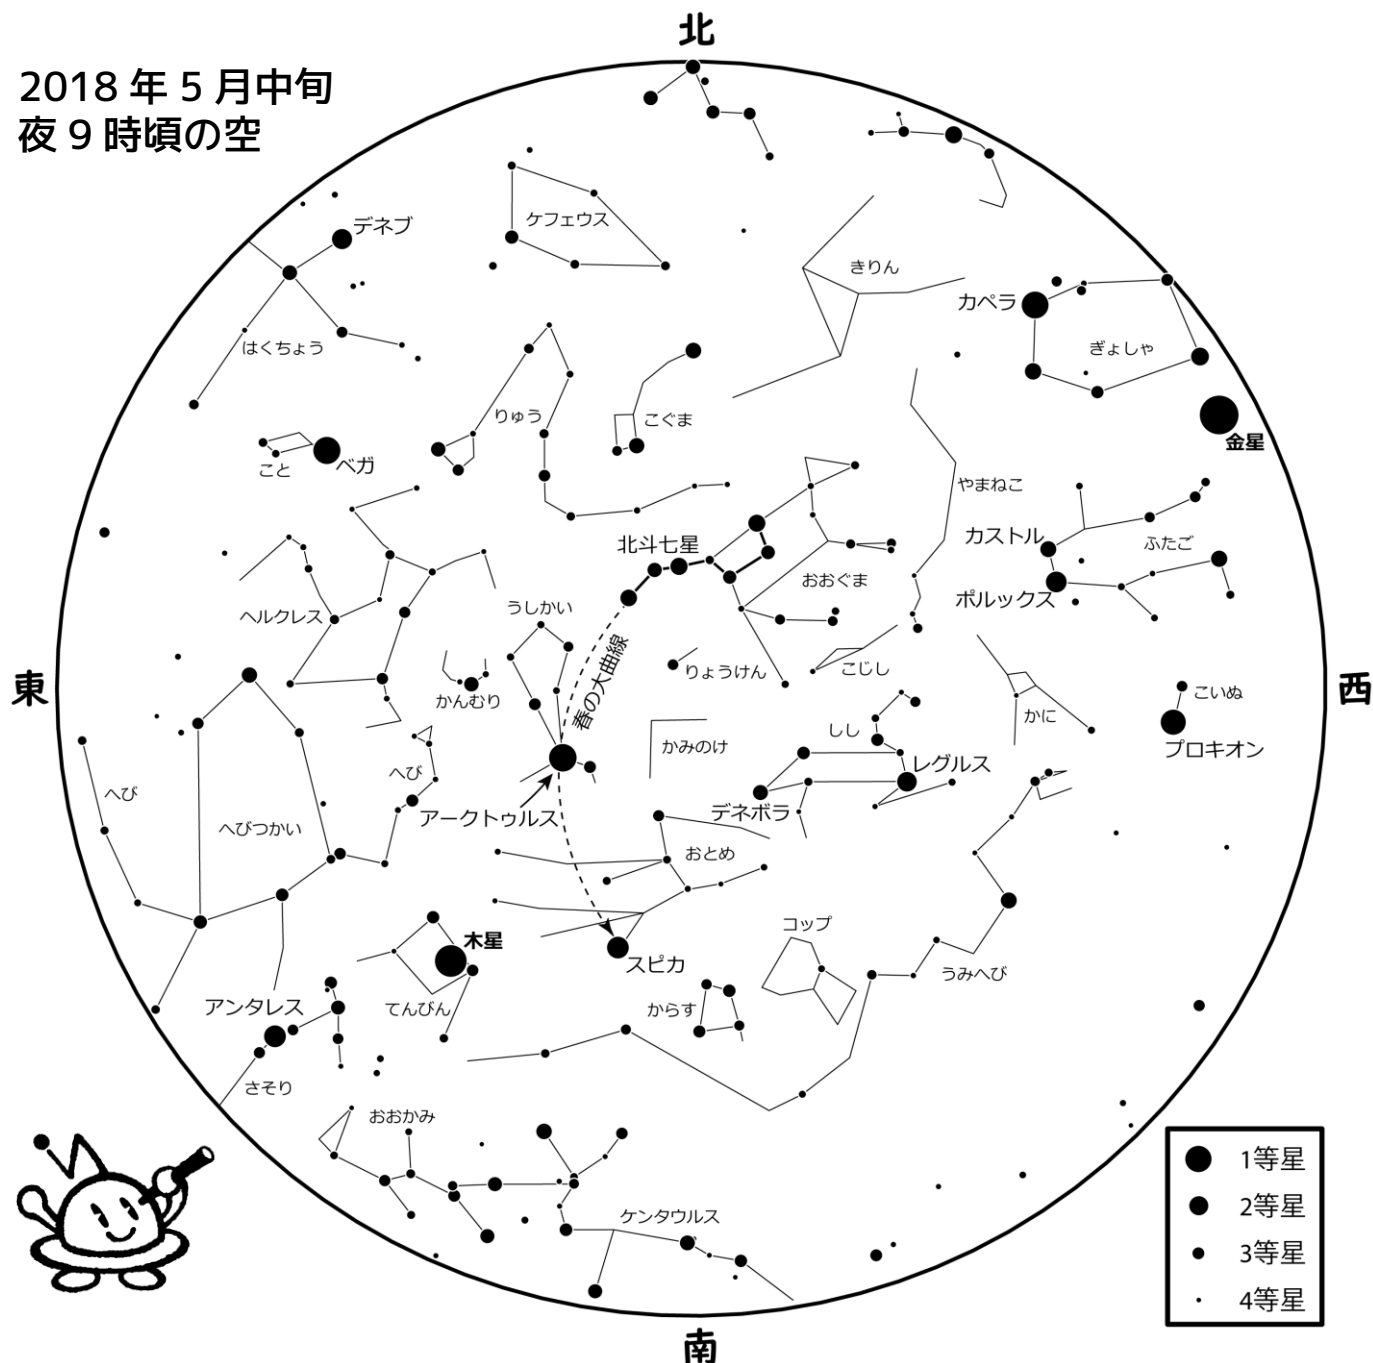 北
2018 年 5 月中旬
夜 9 時頃の空
デネブ
ケフェウス
きりん
カペラ
ぎょしゃ
はくちょう
りゅう
こぐま
金星
こと
ベガ
やまねこ
北斗七星
カストル
ふたご
おおぐま
ポルックス
ヘルクレス
うしかい
春の大曲線
りょうけん
こじし
東
西
かんむり
こいぬ
かに
しし
かみのけ
プロキオン
へび
へび
レグルス
アークトゥルス
デネボラ
へびつかい
おとめ
コップ
木星
スピカ
うみへび
アンタレス
てんびん
からす
さそり
おおかみ
ケンタウルス
1等星
2等星
3等星
4等星
南